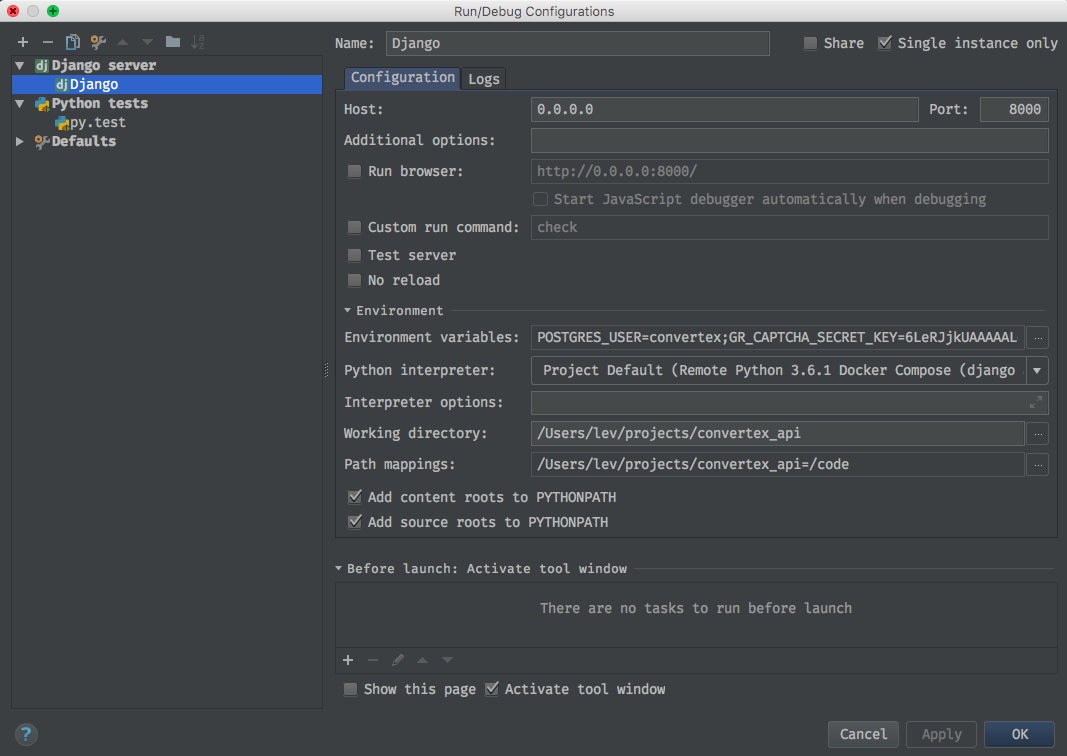 Run/Debug Configurations
Name: Django Share Single instance only
Django server
Django
Python tests
py.test
Defaults
Configuration Logs
Host: 0.0.0.0 Port: 8000
Additional options:
Run browser: http://0.0.0.0:8000/
Start JavaScript debugger automatically when debugging
Custom run command: check
Test server
No reload
Environment
Environment variables: POSTGRES_USER=convertex;GR_CAPTCHA_SECRET_KEY=6LeRJjkUAAAAAL ...
Python interpreter: Project Default (Remote Python 3.6.1 Docker Compose (django
Interpreter options:
Working directory: /Users/lev/projects/convertex_api ...
Path mappings: /Users/lev/projects/convertex_api=/code ...
Add content roots to PYTHONPATH
Add source roots to PYTHONPATH
Before launch: Activate tool window
There are no tasks to run before launch
Show this page Activate tool window
? Cancel Apply OK